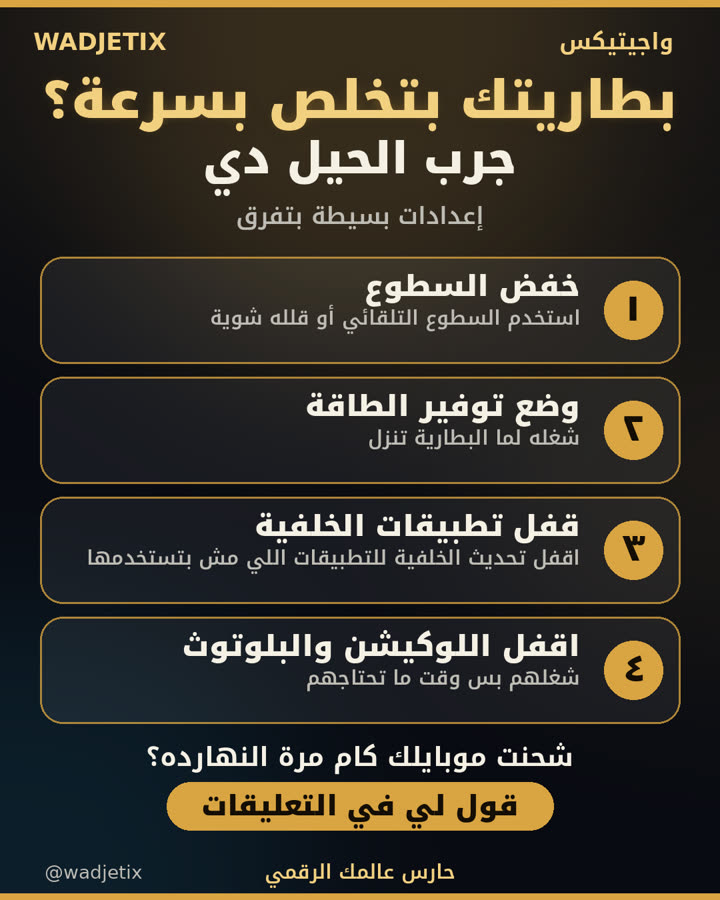 WADJETIX
واجيتيكس
بطاريتك بتخلص بسرعة؟
جرب الحيل دي
إعدادات بسيطة بتفرق
١
خفض السطوع
استخدم السطوع التلقائي أو قلله شوية
٢
وضع توفير الطاقة
شغله لما البطارية تنزل
٣
قفل تطبيقات الخلفية
اقفل تحديث الخلفية للتطبيقات اللي مش بتستخدمها
٤
اقفل اللوكيشن والبلوتوث
شغلهم بس وقت ما تحتاجهم
شحنت موبايلك كام مرة النهارده؟
قول لي في التعليقات
حارس عالمك الرقمي
@wadjetix